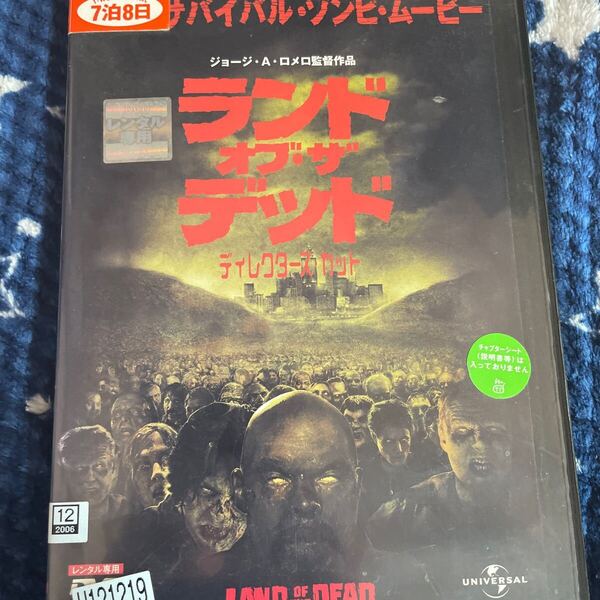 7泊8日
サバイバル・ゾンビ・ムービー
ジョージ・A・ロメロ監督作品
レンタル
専用
ランド
オブ・ザ
デッド
ディレクターズ・カット
チャプターシート
(説明書等)は
入っておりません
12
2006
レンタル専用
121219
LAND OF THE DEAD
UNIVERSAL